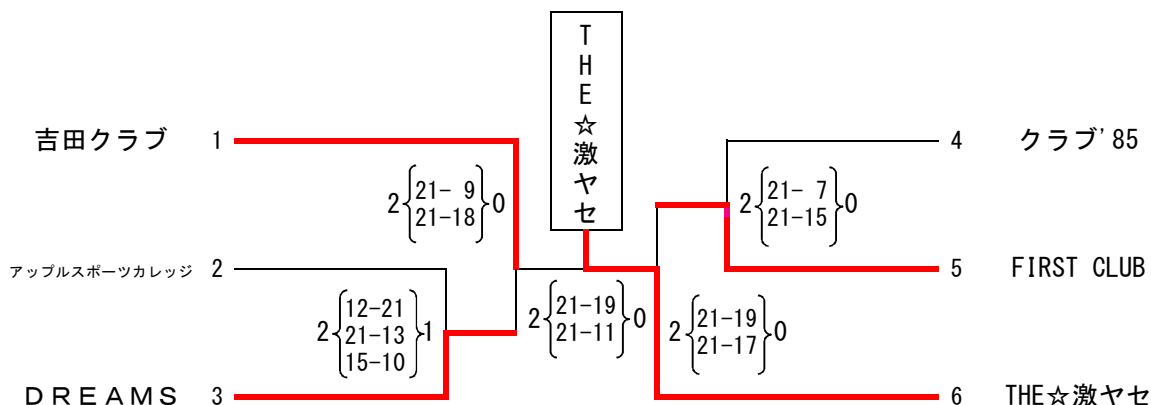 THE☆激ヤセ
吉田クラブ 1
4 クラブ'85
2{21- 9 21-18}0
2{21- 7 21-15}0
アップルスポーツカレッジ 2
5 FIRST CLUB
2{12-21 21-13 15-10}1
2{21-19 21-11}0
2{21-19 21-17}0
DREAMS 3
6 THE☆激ヤセ